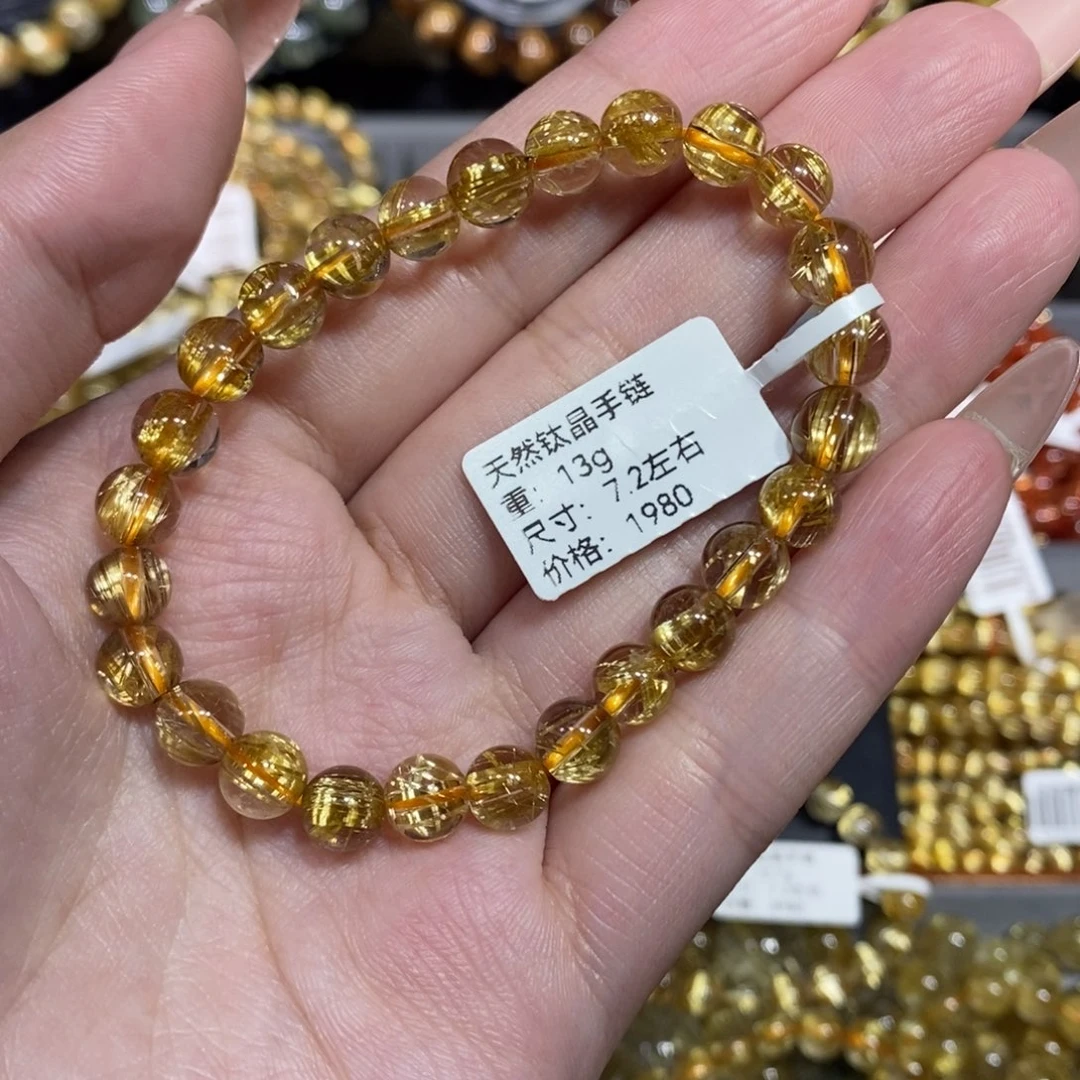 天然钛晶手链
重: 13g
尺寸: 7.2左右
价格: 1980